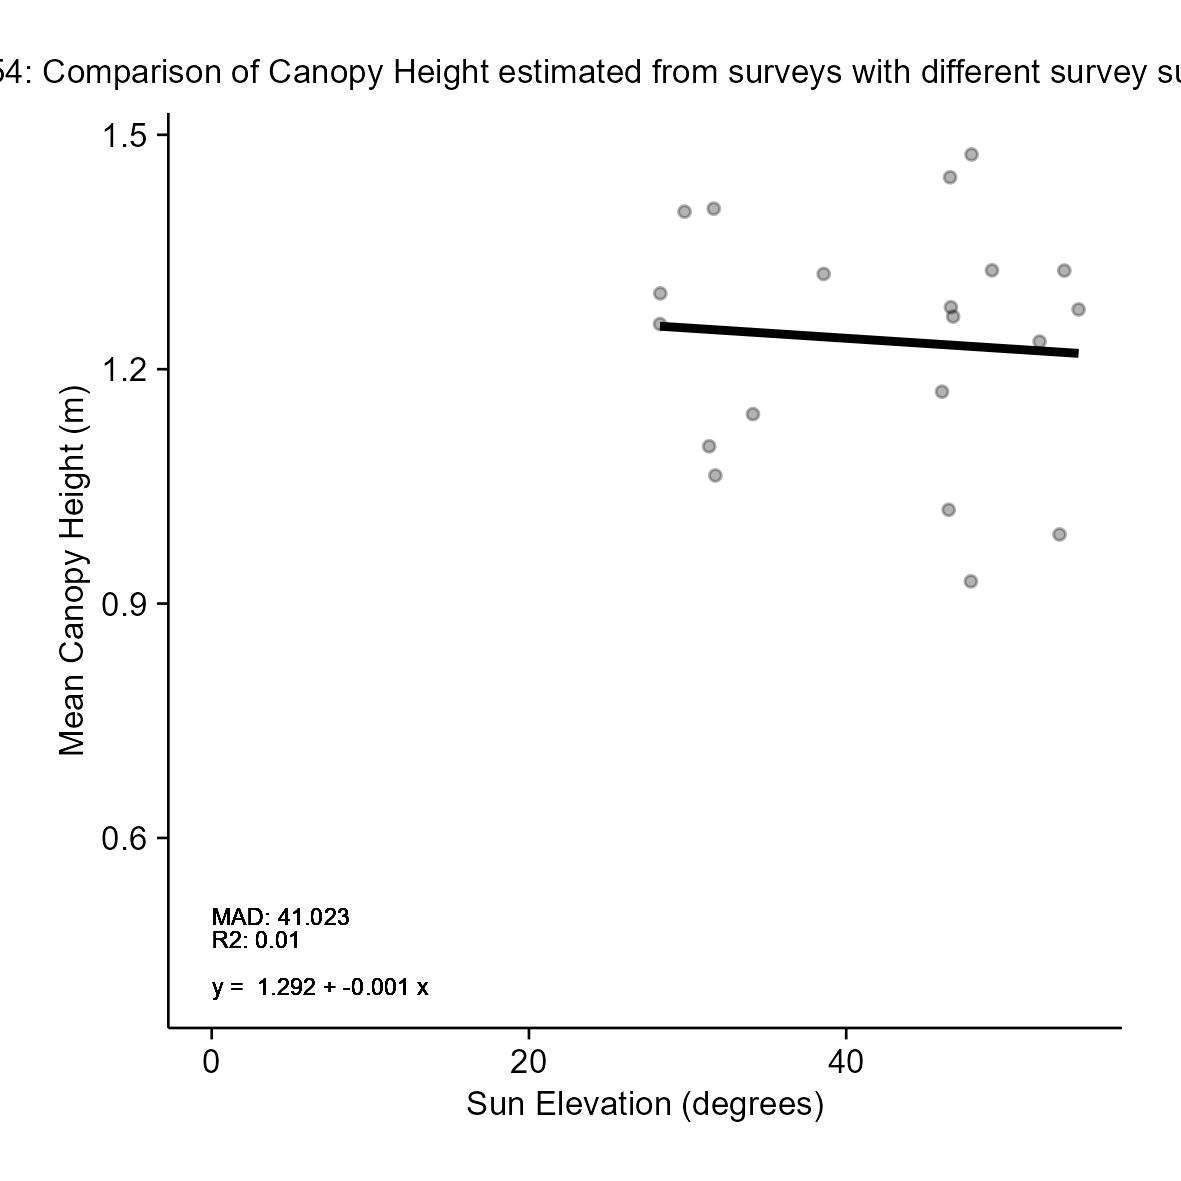 54: Comparison of Canopy Height estimated from surveys with different survey su
1.5
1.2
0.9
0.6
Mean Canopy Height (m)
MAD: 41.023
R2: 0.01
y = 1.292 + -0.001 x
0 20 40
Sun Elevation (degrees)